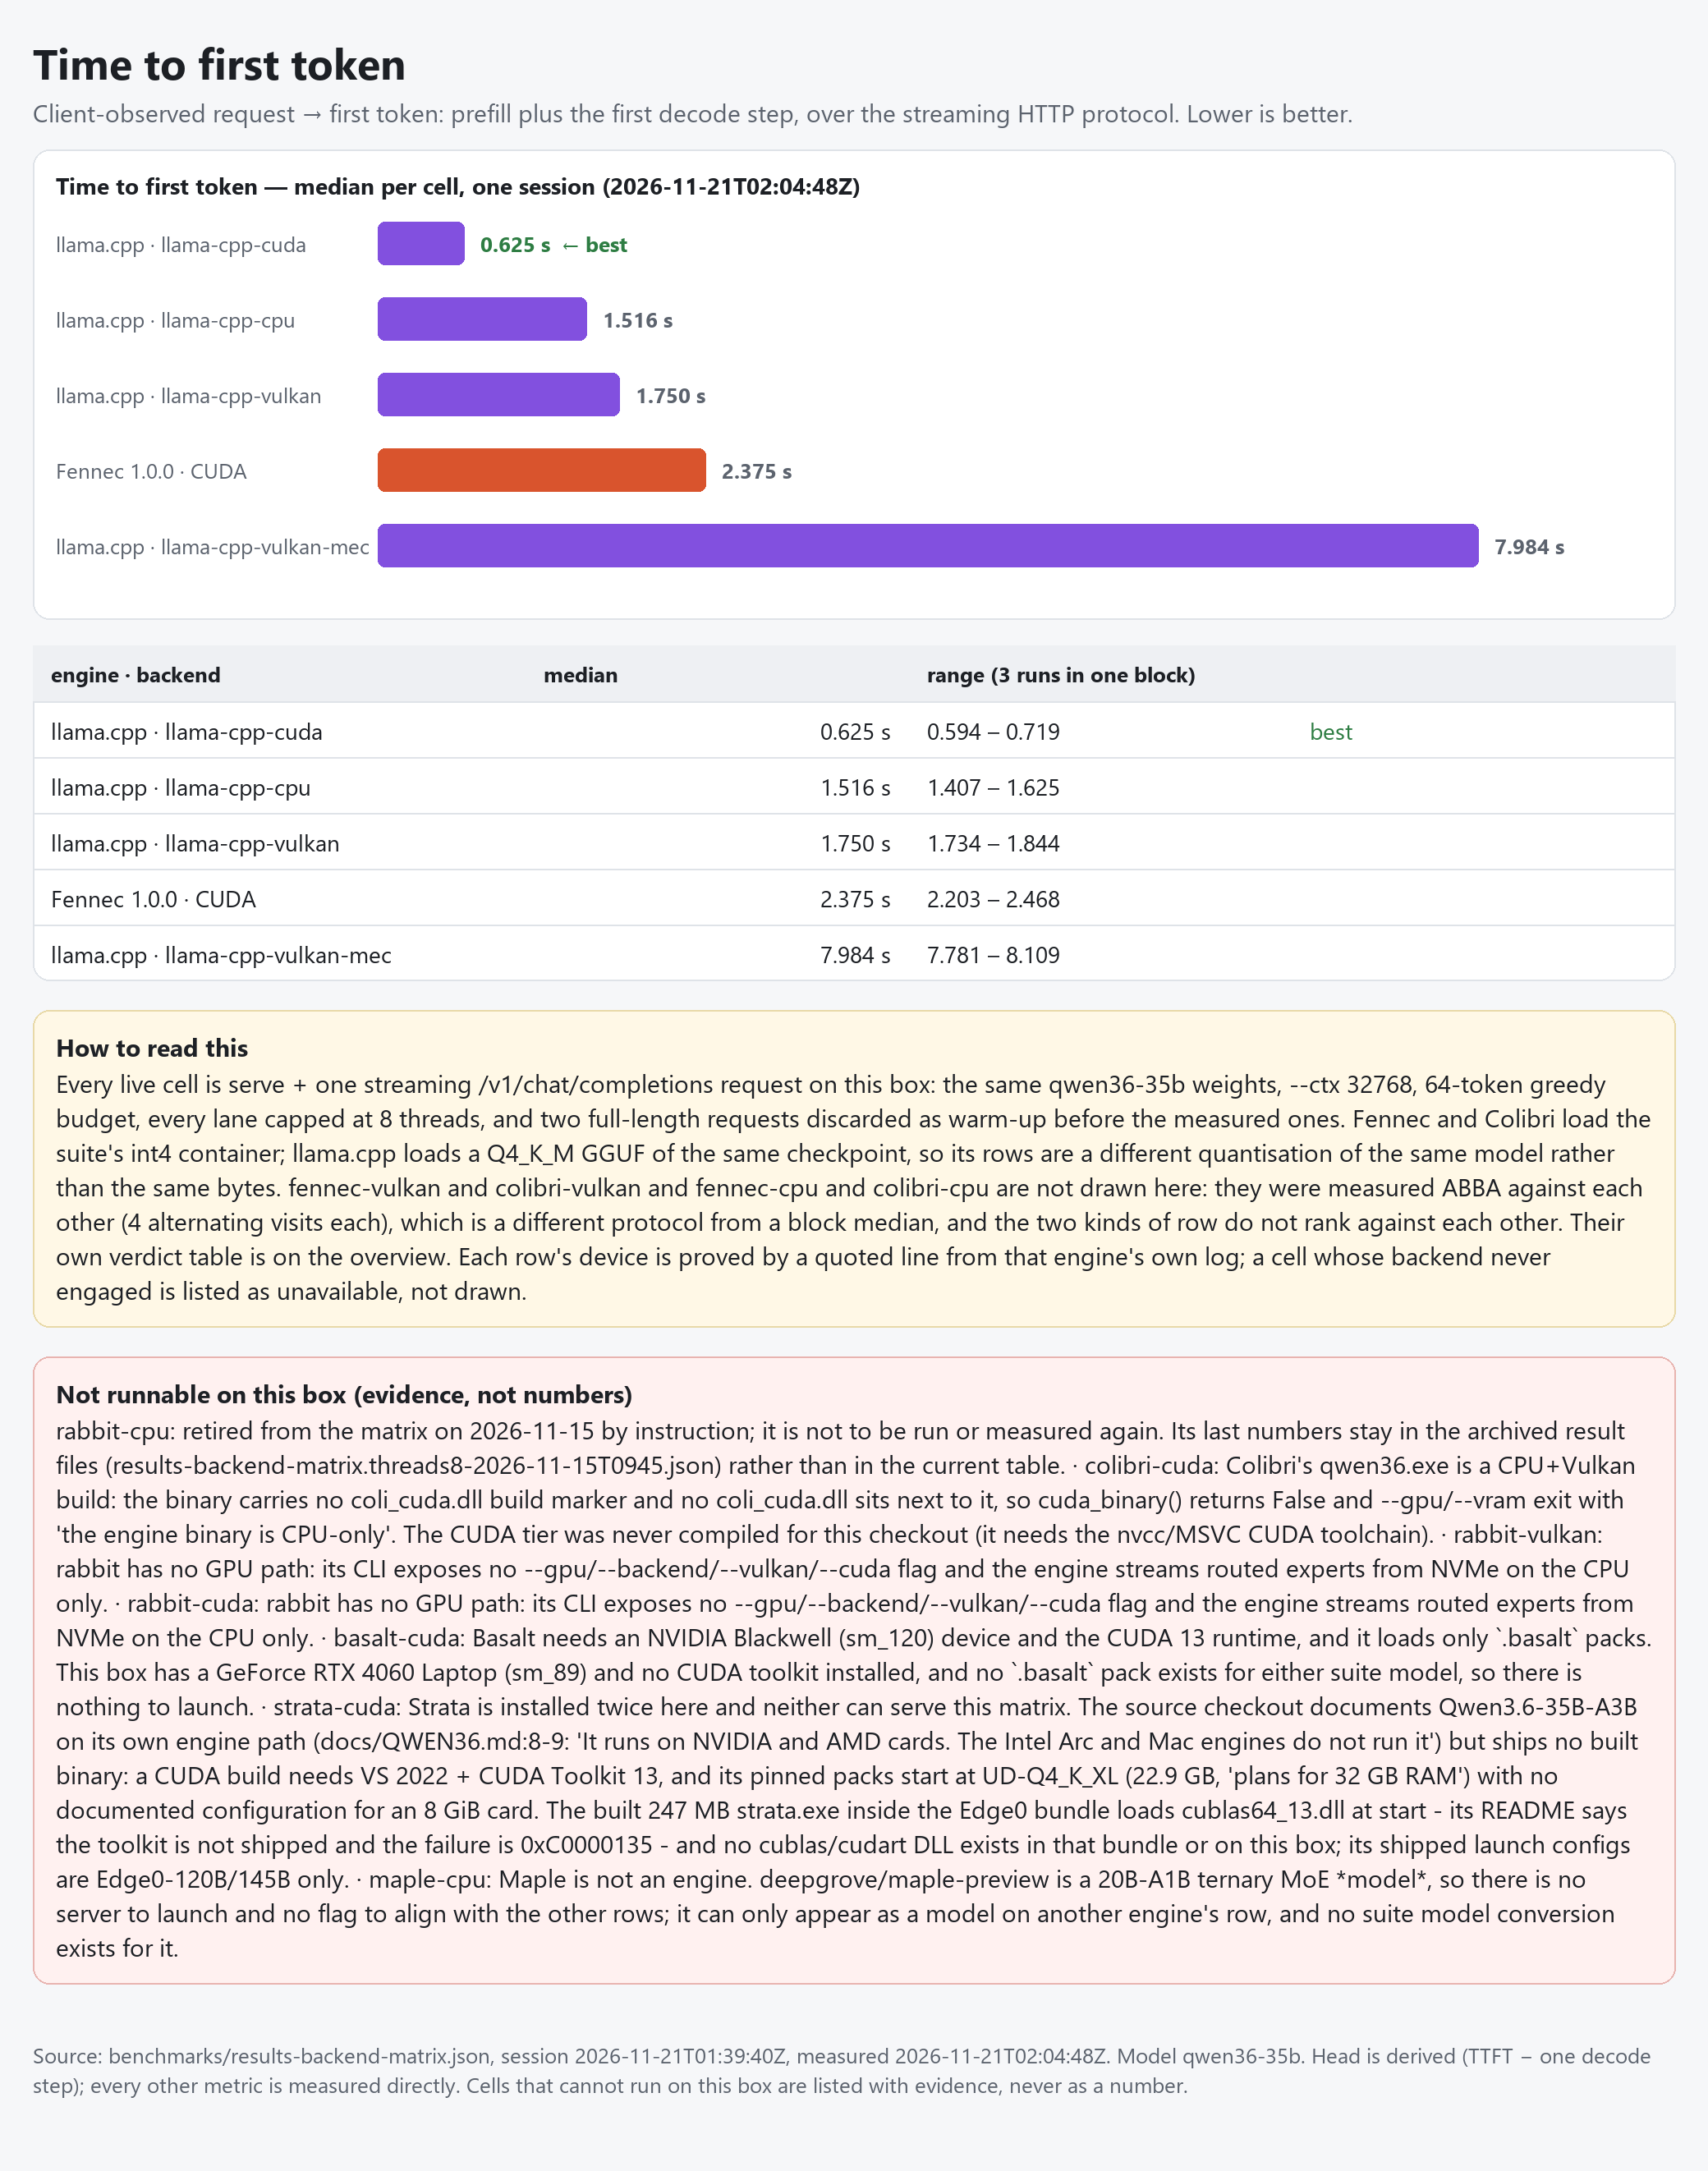 Time to first token
Client-observed request → first token: prefill plus the first decode step, over the streaming HTTP protocol. Lower is better.
Time to first token — median per cell, one session (2026-11-21T02:04:48Z)
llama.cpp · llama-cpp-cuda 0.625 s ← best
llama.cpp · llama-cpp-cpu 1.516 s
llama.cpp · llama-cpp-vulkan 1.750 s
Fennec 1.0.0 · CUDA 2.375 s
llama.cpp · llama-cpp-vulkan-mec 7.984 s
engine · backend median range (3 runs in one block)
llama.cpp · llama-cpp-cuda 0.625 s 0.594 – 0.719 best
llama.cpp · llama-cpp-cpu 1.516 s 1.407 – 1.625
llama.cpp · llama-cpp-vulkan 1.750 s 1.734 – 1.844
Fennec 1.0.0 · CUDA 2.375 s 2.203 – 2.468
llama.cpp · llama-cpp-vulkan-mec 7.984 s 7.781 – 8.109
How to read this
Every live cell is serve + one streaming /v1/chat/completions request on this box: the same qwen36-35b weights, --ctx 32768, 64-token greedy
budget, every lane capped at 8 threads, and two full-length requests discarded as warm-up before the measured ones. Fennec and Colibri load the
suite's int4 container; llama.cpp loads a Q4_K_M GGUF of the same checkpoint, so its rows are a different quantisation of the same model rather
than the same bytes. fennec-vulkan and colibri-vulkan and fennec-cpu and colibri-cpu are not drawn here: they were measured ABBA against each
other (4 alternating visits each), which is a different protocol from a block median, and the two kinds of row do not rank against each other. Their
own verdict table is on the overview. Each row's device is proved by a quoted line from that engine's own log; a cell whose backend never
engaged is listed as unavailable, not drawn.
Not runnable on this box (evidence, not numbers)
rabbit-cpu: retired from the matrix on 2026-11-15 by instruction; it is not to be run or measured again. Its last numbers stay in the archived result
files (results-backend-matrix.threads8-2026-11-15T0945.json) rather than in the current table. · colibri-cuda: Colibri's qwen36.exe is a CPU+Vulkan
build: the binary carries no coli_cuda.dll build marker and no coli_cuda.dll sits next to it, so cuda_binary() returns False and --gpu/--vram exit with
'the engine binary is CPU-only'. The CUDA tier was never compiled for this checkout (it needs the nvcc/MSVC CUDA toolchain). · rabbit-vulkan:
rabbit has no GPU path: its CLI exposes no --gpu/--backend/--vulkan/--cuda flag and the engine streams routed experts from NVMe on the CPU
only. · rabbit-cuda: rabbit has no GPU path: its CLI exposes no --gpu/--backend/--vulkan/--cuda flag and the engine streams routed experts from
NVMe on the CPU only. · basalt-cuda: Basalt needs an NVIDIA Blackwell (sm_120) device and the CUDA 13 runtime, and it loads only `.basalt` packs.
This box has a GeForce RTX 4060 Laptop (sm_89) and no CUDA toolkit installed, and no `.basalt` pack exists for either suite model, so there is
nothing to launch. · strata-cuda: Strata is installed twice here and neither can serve this matrix. The source checkout documents Qwen3.6-35B-A3B
on its own engine path (docs/QWEN36.md:8-9: 'It runs on NVIDIA and AMD cards. The Intel Arc and Mac engines do not run it') but ships no built
binary: a CUDA build needs VS 2022 + CUDA Toolkit 13, and its pinned packs start at UD-Q4_K_XL (22.9 GB, 'plans for 32 GB RAM') with no
documented configuration for an 8 GiB card. The built 247 MB strata.exe inside the Edge0 bundle loads cublas64_13.dll at start - its README says
the toolkit is not shipped and the failure is 0xC0000135 - and no cublas/cudart DLL exists in that bundle or on this box; its shipped launch configs
are Edge0-120B/145B only. · maple-cpu: Maple is not an engine. deepgrove/maple-preview is a 20B-A1B ternary MoE *model*, so there is no
server to launch and no flag to align with the other rows; it can only appear as a model on another engine's row, and no suite model conversion
exists for it.
Source: benchmarks/results-backend-matrix.json, session 2026-11-21T01:39:40Z, measured 2026-11-21T02:04:48Z. Model qwen36-35b. Head is derived (TTFT − one decode
step); every other metric is measured directly. Cells that cannot run on this box are listed with evidence, never as a number.